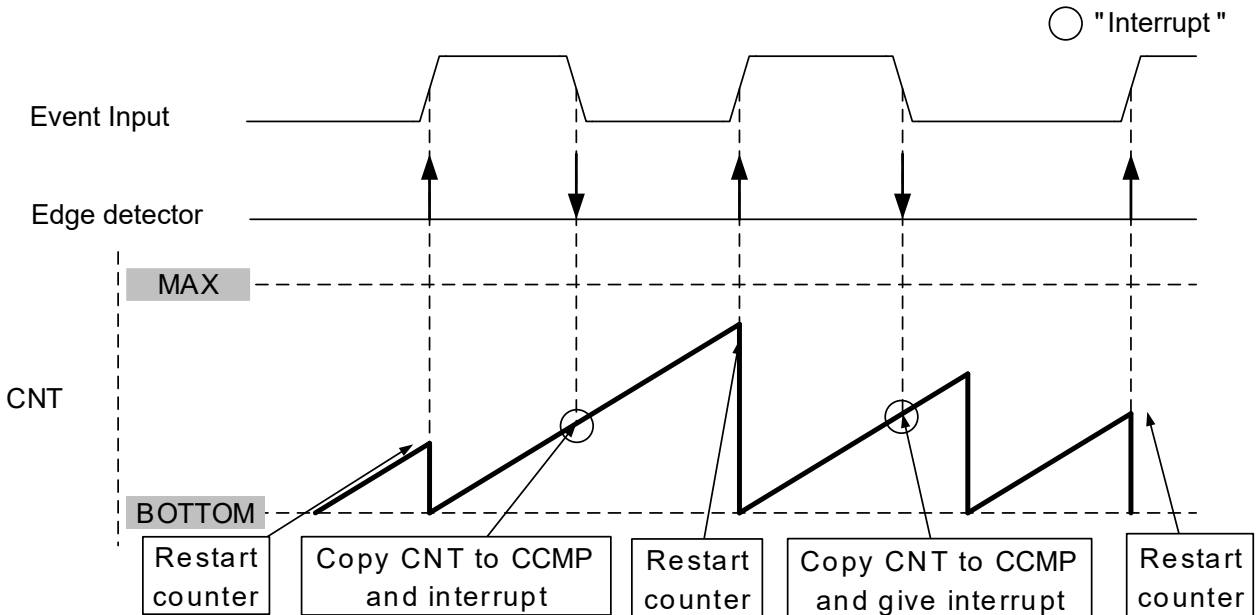 "Interrupt"
Event Input
Edge detector
MAX
CNT
BOTTOM
Restart
counter
Copy CNT to CCMP
and interrupt
Restart
counter
Copy CNT to CCMP
and give interrupt
Restart
counter